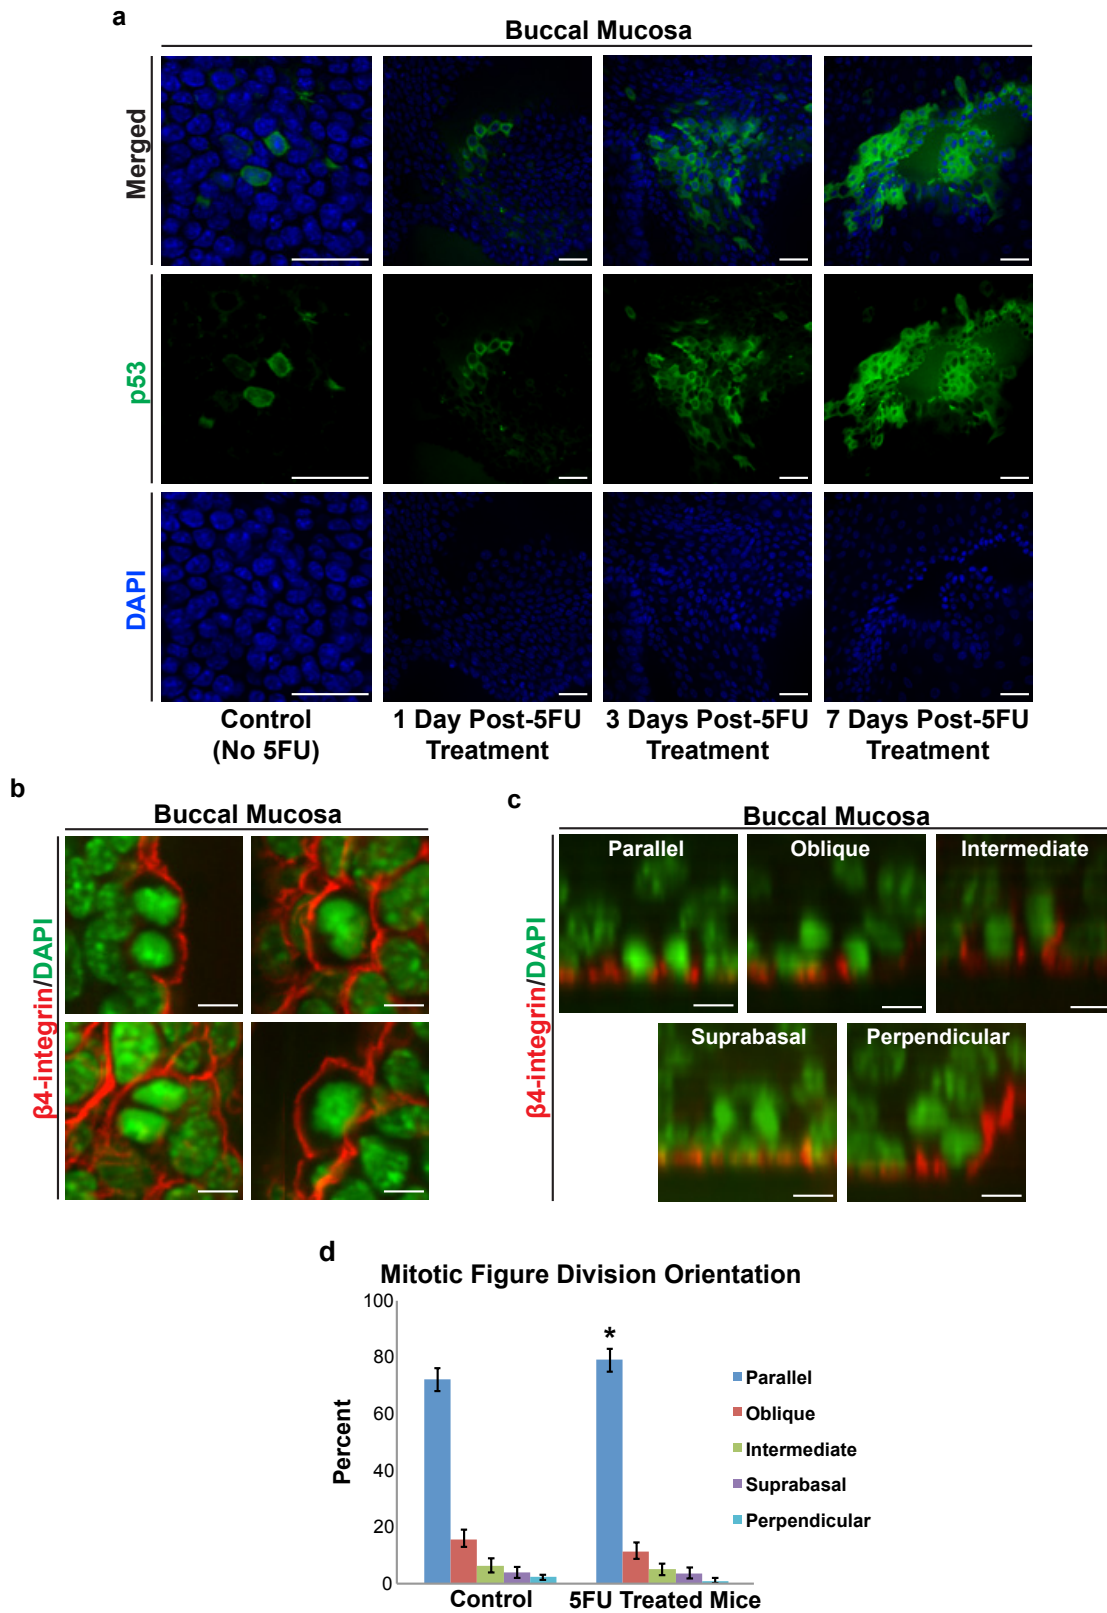 a
Buccal Mucosa
Merged
p53
DAPI
Control
(No 5FU)
1 Day Post-5FU
Treatment
3 Days Post-5FU
Treatment
7 Days Post-5FU
Treatment
b
Buccal Mucosa
β4-integrin/DAPI
c
Buccal Mucosa
β4-integrin/DAPI
Parallel
Oblique
Intermediate
Suprabasal
Perpendicular
d
Mitotic Figure Division Orientation
Percent
100
80
60
40
20
0
*
Control
5FU Treated Mice
Parallel
Oblique
Intermediate
Suprabasal
Perpendicular